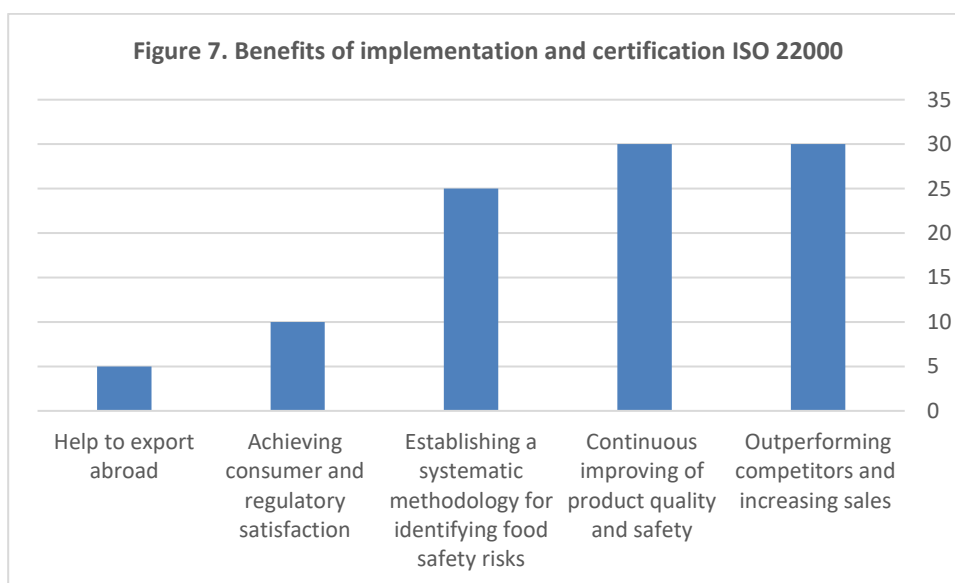 Figure 7. Benefits of implementation and certification ISO 22000
35
30
25
20
15
10
5
0
Help to export
abroad
Achieving
consumer and
regulatory
satisfaction
Establishing a
systematic
methodology for
identifying food
safety risks
Continuous
improving of
product quality
and safety
Outperforming
competitors and
increasing sales